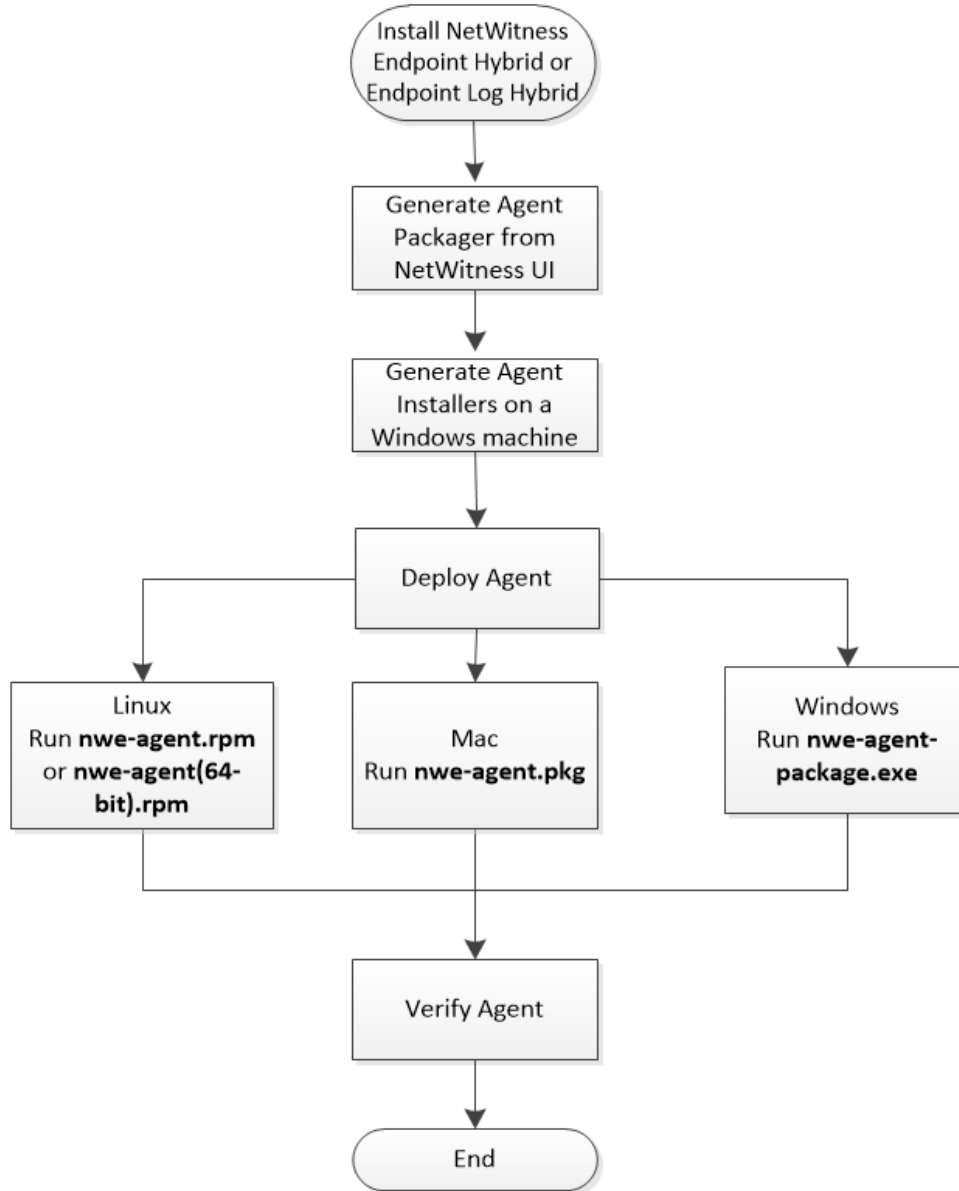 Install NetWitness
Endpoint Hybrid or
Endpoint Log Hybrid
Generate Agent
Packager from
NetWitness UI
Generate Agent
Installers on a
Windows machine
Deploy Agent
Linux
Run nwe-agent.rpm
or nwe-agent(64-
bit).rpm
Mac
Run nwe-agent.pkg
Windows
Run nwe-agent-
package.exe
Verify Agent
End